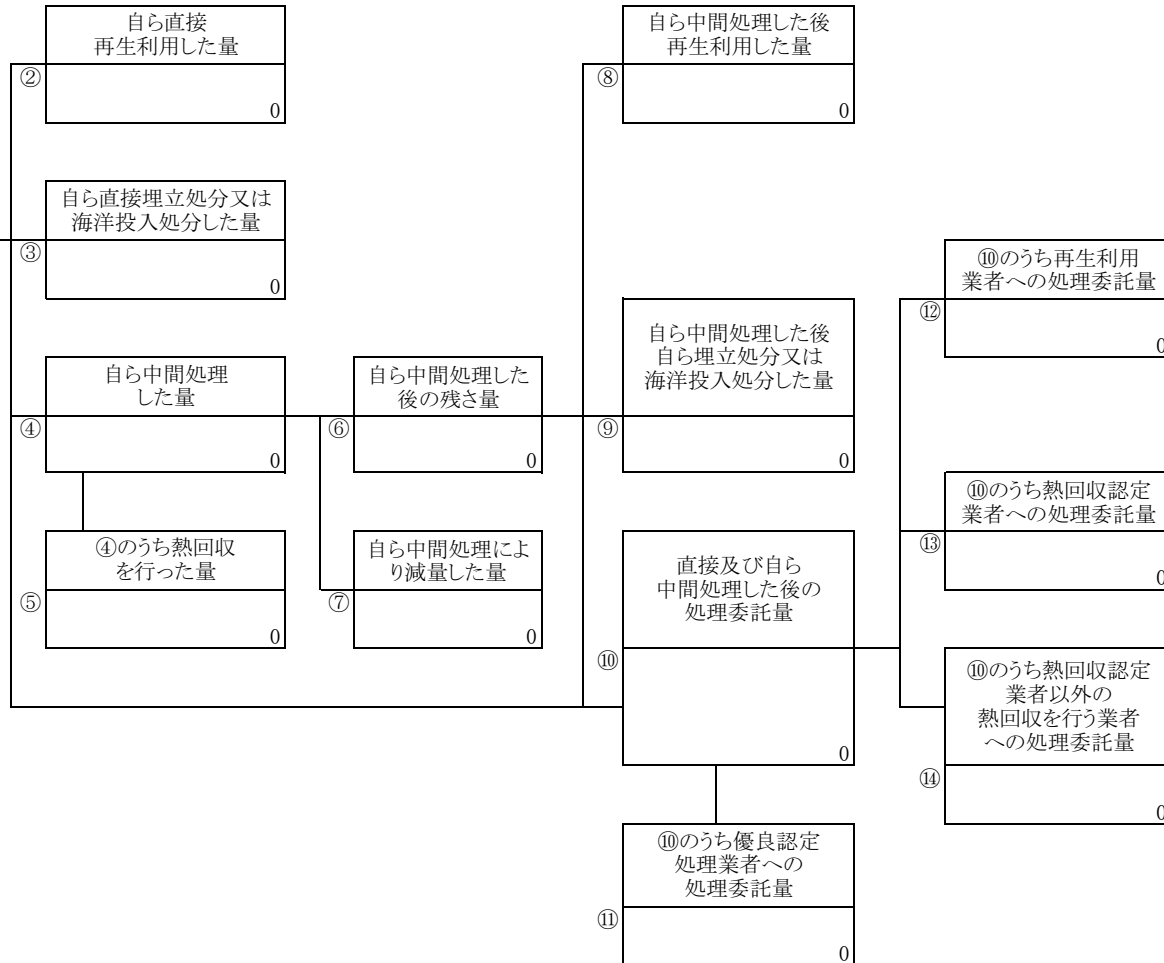 自ら直接
再生利用した量
②
0
自ら直接埋立処分又は
海洋投入処分した量
③
0
自ら中間処理
した量
④
0
④のうち熱回収
を行った量
⑤
0
自ら中間処理した
後の残さ量
⑥
0
自ら中間処理によ
り減量した量
⑦
0
自ら中間処理した後
再生利用した量
⑧
0
自ら中間処理した後
自ら埋立処分又は
海洋投入処分した量
⑨
0
直接及び自ら
中間処理した後の
処理委託量
⑩
0
⑩のうち優良認定
処理業者への
処理委託量
⑪
0
⑩のうち再生利用
業者への処理委託量
⑫
0
⑩のうち熱回収認定
業者への処理委託量
⑬
0
⑩のうち熱回収認定
業者以外の
熱回収を行う業者
への処理委託量
⑭
0